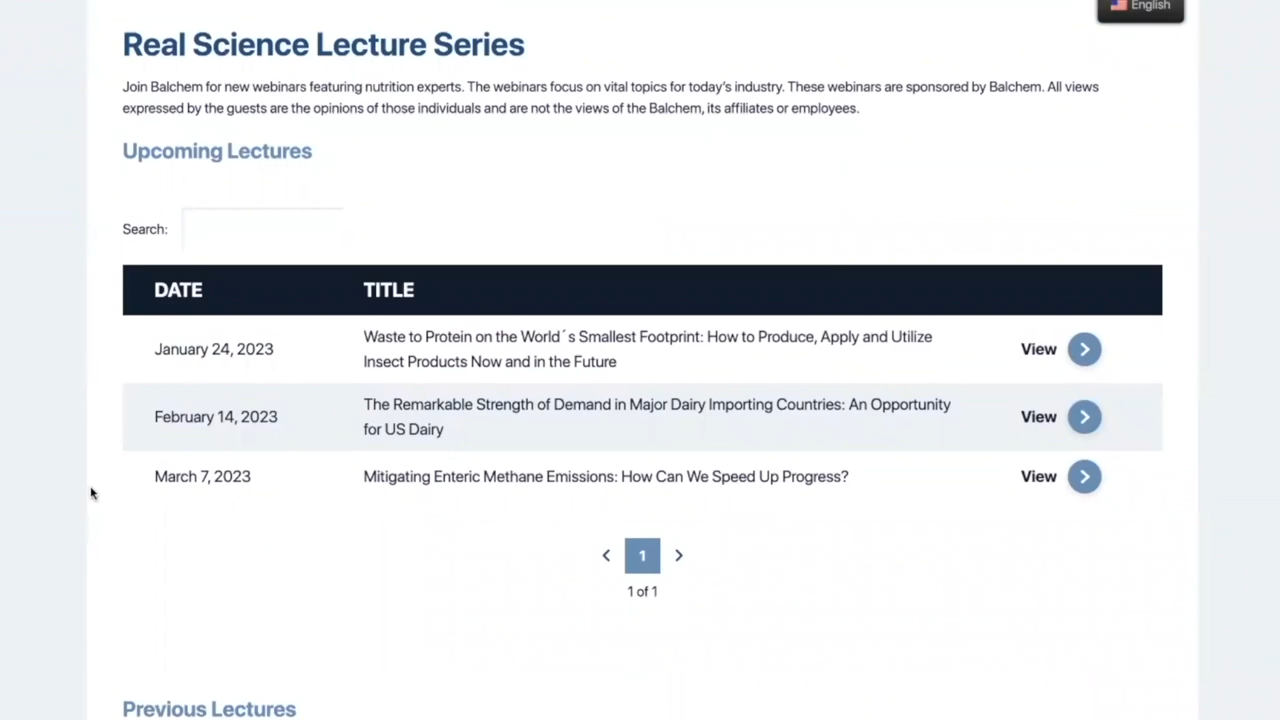 English
Real Science Lecture Series
Join Balchem for new webinars featuring nutrition experts. The webinars focus on vital topics for today's industry. These webinars are sponsored by Balchem. All views
expressed by the guests are the opinions of those individuals and are not the views of the Balchem, its affiliates or employees.
Upcoming Lectures
Search:
DATE TITLE
January 24, 2023 Waste to Protein on the World´s Smallest Footprint: How to Produce, Apply and Utilize
Insect Products Now and in the Future View
February 14, 2023 The Remarkable Strength of Demand in Major Dairy Importing Countries: An Opportunity
for US Dairy View
March 7, 2023 Mitigating Enteric Methane Emissions: How Can We Speed Up Progress? View
1
1 of 1
Previous Lectures